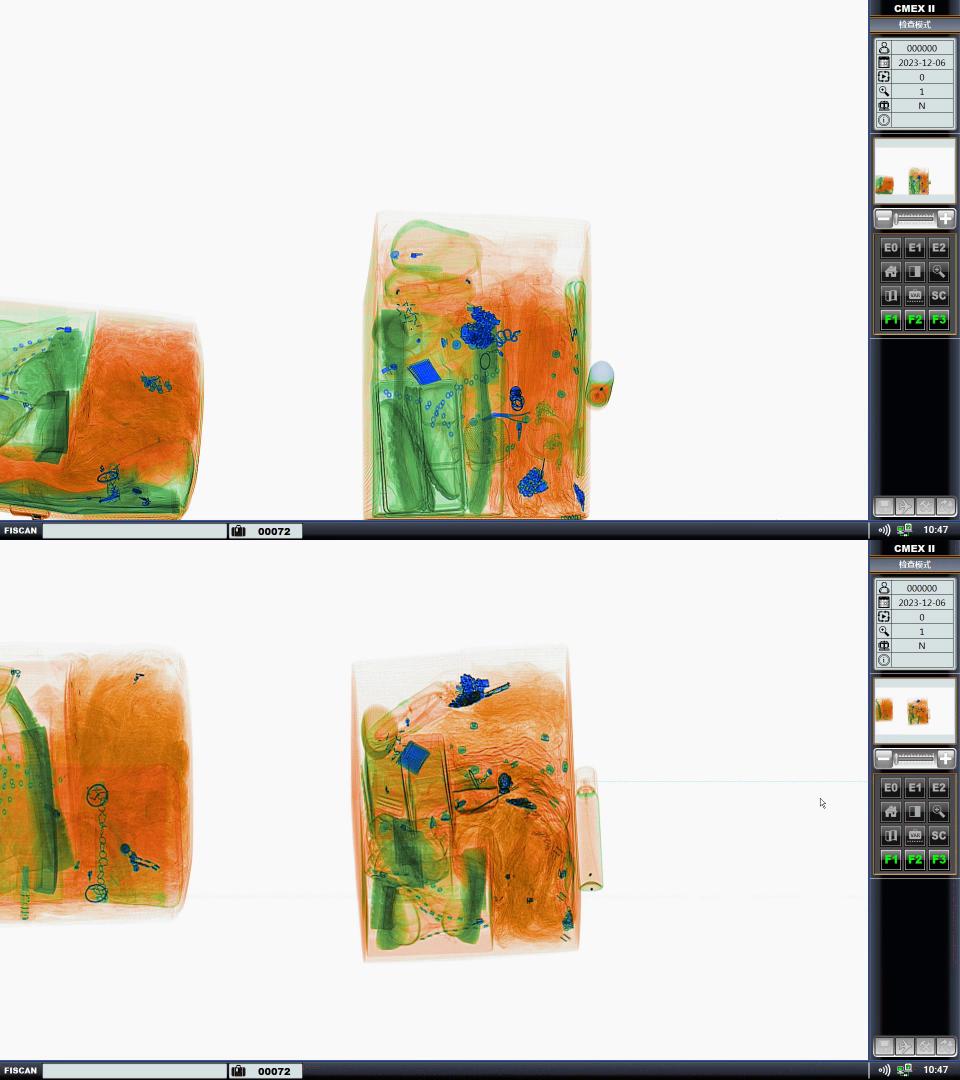 CMEX II
检查模式
000000
2023-12-06
0
1
N
E0 E1 E2
VAR SC
F1 F2 F3
FISCAN 00072 10:47
CMEX II
检查模式
000000
2023-12-06
0
1
N
E0 E1 E2
VAR SC
F1 F2 F3
FISCAN 00072 10:47